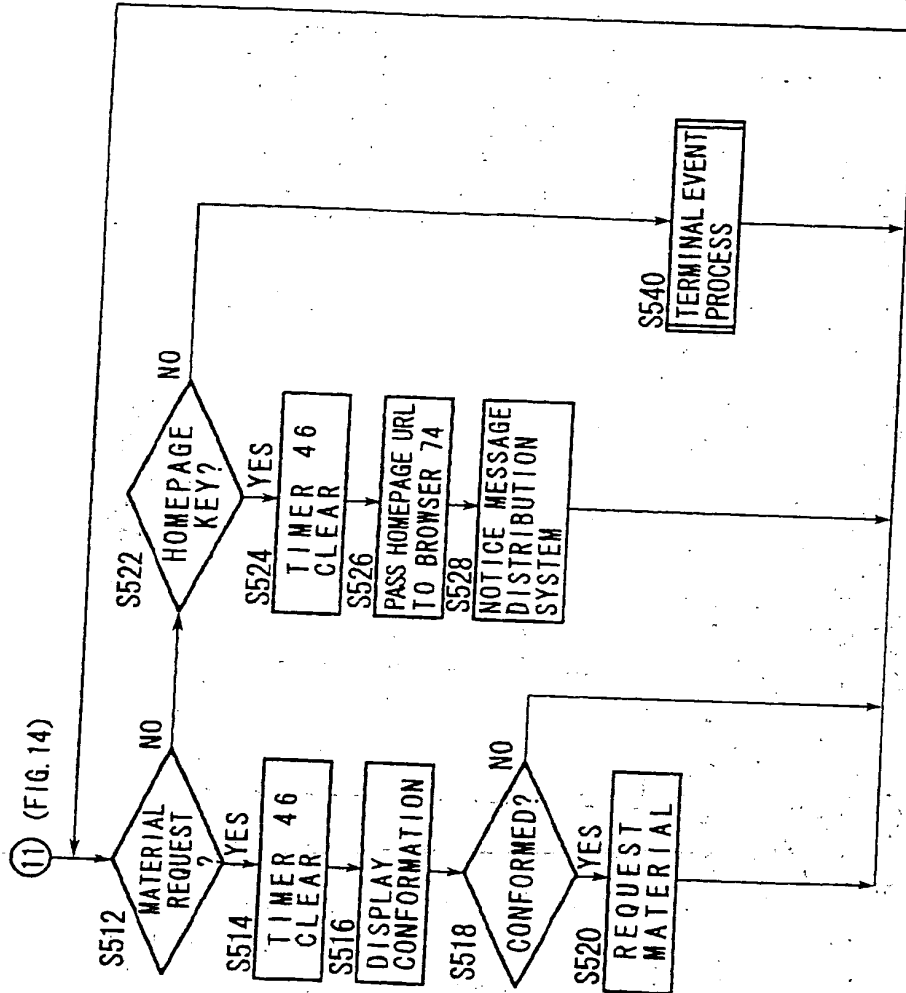 11 (FIG. 14)
S512
MATERIAL
REQUEST
?
NO
YES
S514
TIMER 46
CLEAR
S516
DISPLAY
CONFORMATION
S518
CONFORMED?
NO
YES
S520
REQUEST
MATERIAL
S522
HOMEPAGE
KEY?
NO
YES
S524
TIMER 46
CLEAR
S526
PASS HOMEPAGE URL
TO BROWSER 74
S528
NOTICE MESSAGE
DISTRIBUTION
SYSTEM
S540
TERMINAL EVENT
PROCESS